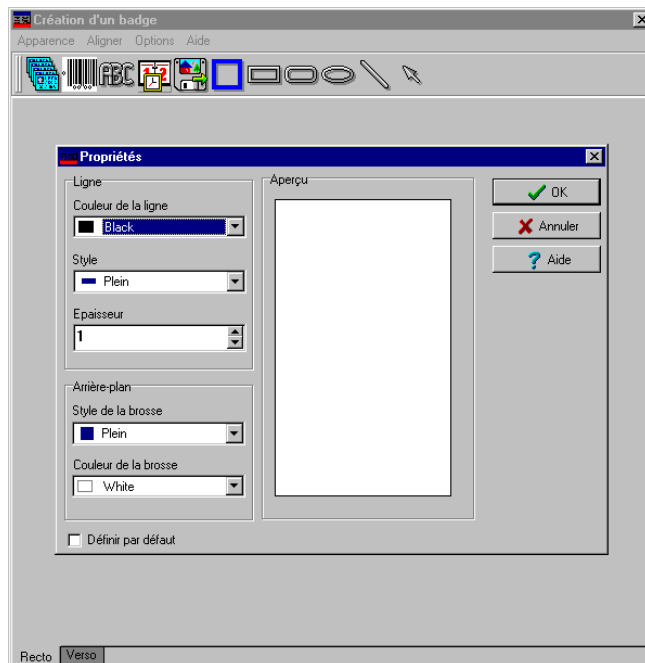 Création d'un badge
Apparence Aligner Options Aide
ABC
Propriétés
Ligne
Couleur de la ligne
Black
Style
Plein
Epaisseur
1
Arrière-plan
Style de la brosse
Plein
Couleur de la brosse
White
Définir par défaut
Aperçu
OK
Annuler
? Aide
Recto Verso